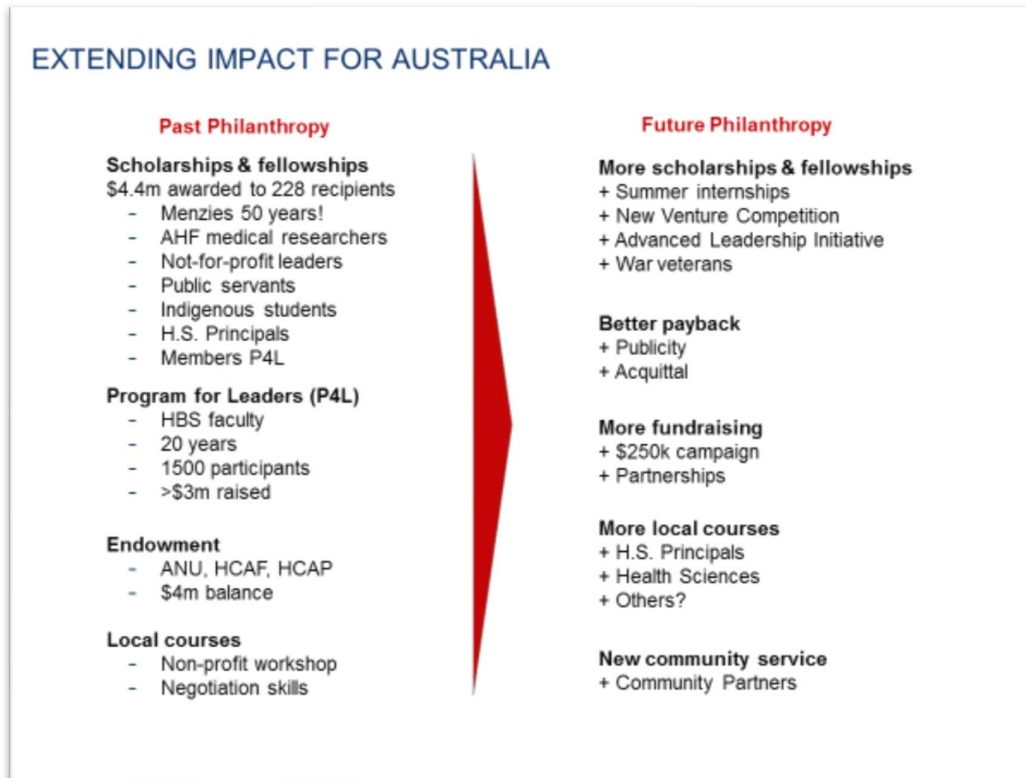 EXTENDING IMPACT FOR AUSTRALIA
Past Philanthropy
Scholarships & fellowships
$4.4m awarded to 228 recipients
- Menzies 50 years!
- AHF medical researchers
- Not-for-profit leaders
- Public servants
- Indigenous students
- H.S. Principals
- Members P4L
Program for Leaders (P4L)
- HBS faculty
- 20 years
- 1500 participants
- >$3m raised
Endowment
- ANU, HCAF, HCAP
- $4m balance
Local courses
- Non-profit workshop
- Negotiation skills
Future Philanthropy
More scholarships & fellowships
+ Summer internships
+ New Venture Competition
+ Advanced Leadership Initiative
+ War veterans
Better payback
+ Publicity
+ Acquittal
More fundraising
+ $250k campaign
+ Partnerships
More local courses
+ H.S. Principals
+ Health Sciences
+ Others?
New community service
+ Community Partners